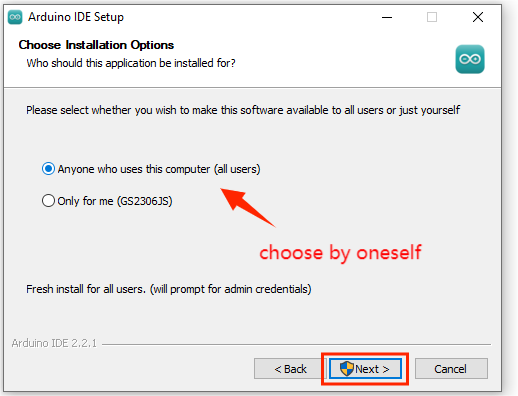 Arduino IDE Setup
Choose Installation Options
Who should this application be installed for?
Please select whether you wish to make this software available to all users or just yourself
Anyone who uses this computer (all users)
Only for me (GS2306JS)
choose by oneself
Fresh install for all users. (will prompt for admin credentials)
Arduino IDE 2.2.1
< Back
Next >
Cancel